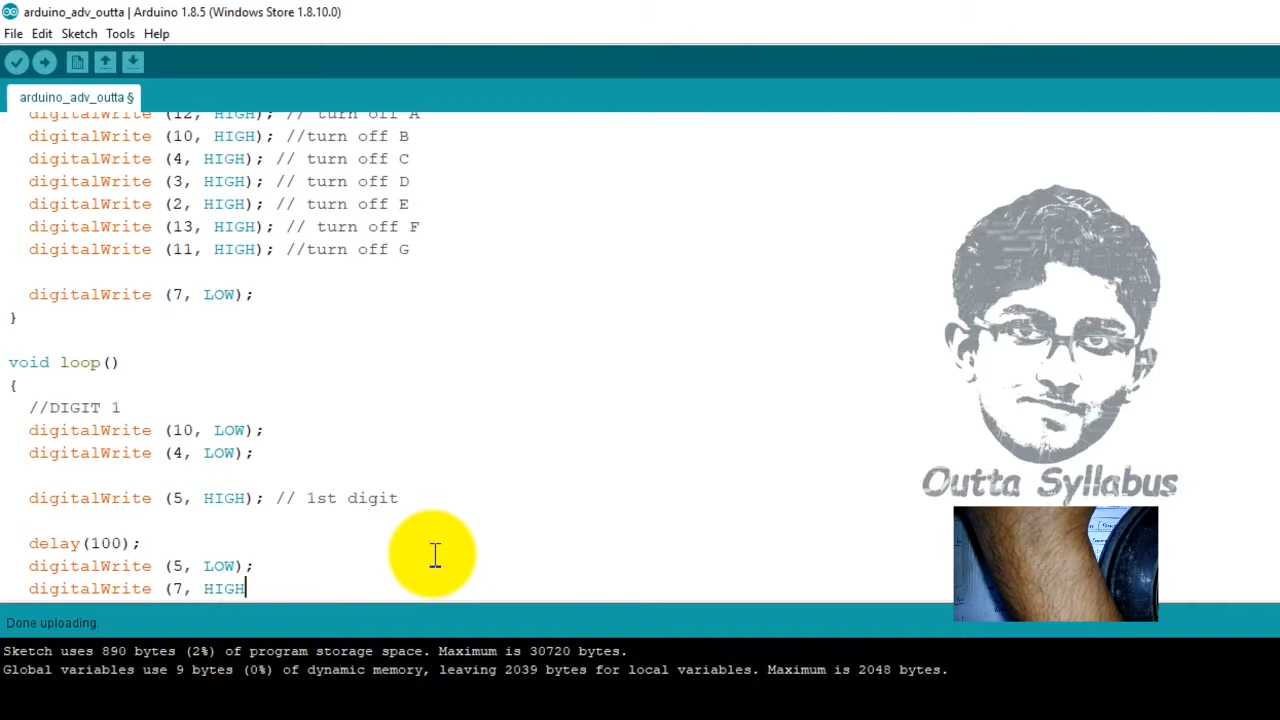 arduino_adv_outta | Arduino 1.8.5 (Windows Store 1.8.10.0)
File Edit Sketch Tools Help
arduino_adv_outta §
digitalWrite (12, HIGH); // turn off A
digitalWrite (10, HIGH); //turn off B
digitalWrite (4, HIGH); // turn off C
digitalWrite (3, HIGH); // turn off D
digitalWrite (2, HIGH); // turn off E
digitalWrite (13, HIGH); // turn off F
digitalWrite (11, HIGH); //turn off G
digitalWrite (7, LOW);
}
void loop()
{
//DIGIT 1
digitalWrite (10, LOW);
digitalWrite (4, LOW);
digitalWrite (5, HIGH); // 1st digit
delay(100);
digitalWrite (5, LOW);
digitalWrite (7, HIGH
Outta Syllabus
Done uploading.
Sketch uses 890 bytes (2%) of program storage space. Maximum is 30720 bytes.
Global variables use 9 bytes (0%) of dynamic memory, leaving 2039 bytes for local variables. Maximum is 2048 bytes.